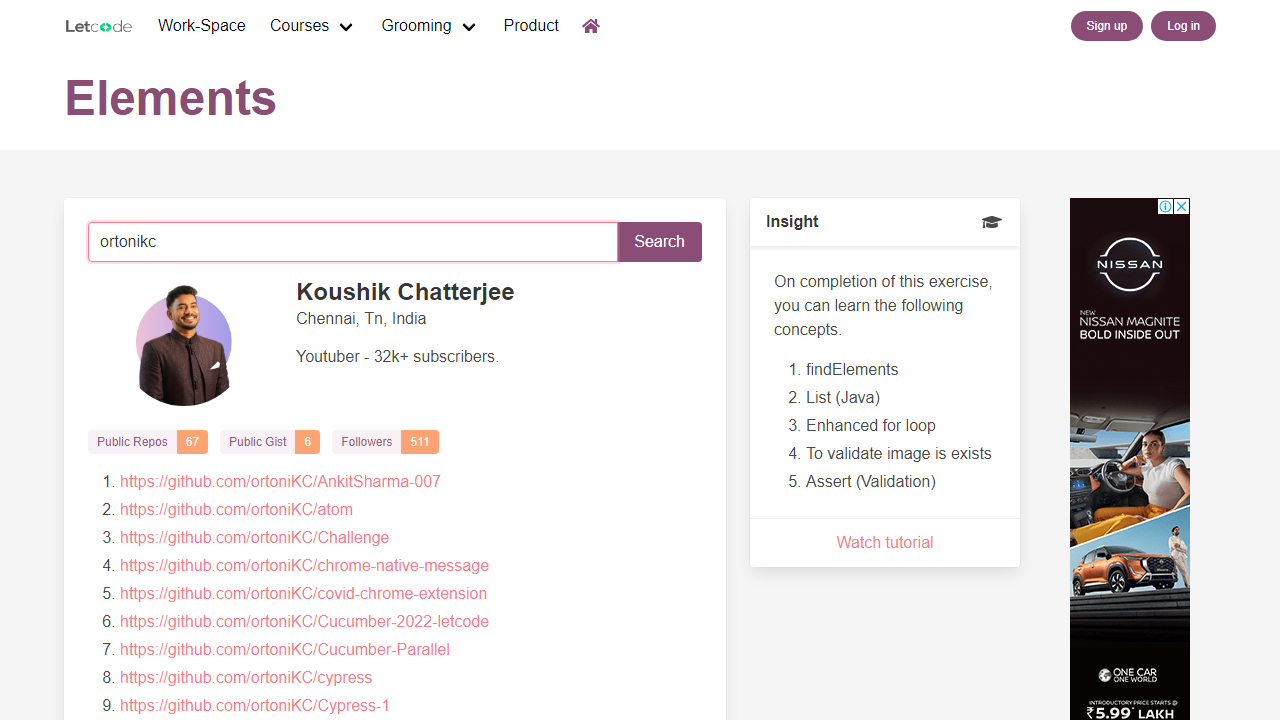 Letcode Work-Space Courses Grooming Product Sign up Log in
Elements
ortonikc Search
Koushik Chatterjee
Chennai, Tn, India
Youtuber - 32k+ subscribers.
Public Repos 67 Public Gist 6 Followers 511
1. https://github.com/ortoniKC/AnkitSharma-007
2. https://github.com/ortoniKC/atom
3. https://github.com/ortoniKC/Challenge
4. https://github.com/ortoniKC/chrome-native-message
5. https://github.com/ortoniKC/covid-chrome-extension
6. https://github.com/ortoniKC/Cucumber-2022-letcode
7. https://github.com/ortoniKC/Cucumber-Parallel
8. https://github.com/ortoniKC/cypress
9. https://github.com/ortoniKC/Cypress-1
Insight
On completion of this exercise,
you can learn the following
concepts.
1. findElements
2. List (Java)
3. Enhanced for loop
4. To validate image is exists
5. Assert (Validation)
Watch tutorial
NISSAN
NEW
NISSAN MAGNITE
BOLD INSIDE OUT
ONE CAR
ONE WORLD
INTRODUCTORY PRICE STARTS @
₹5.99* LAKH